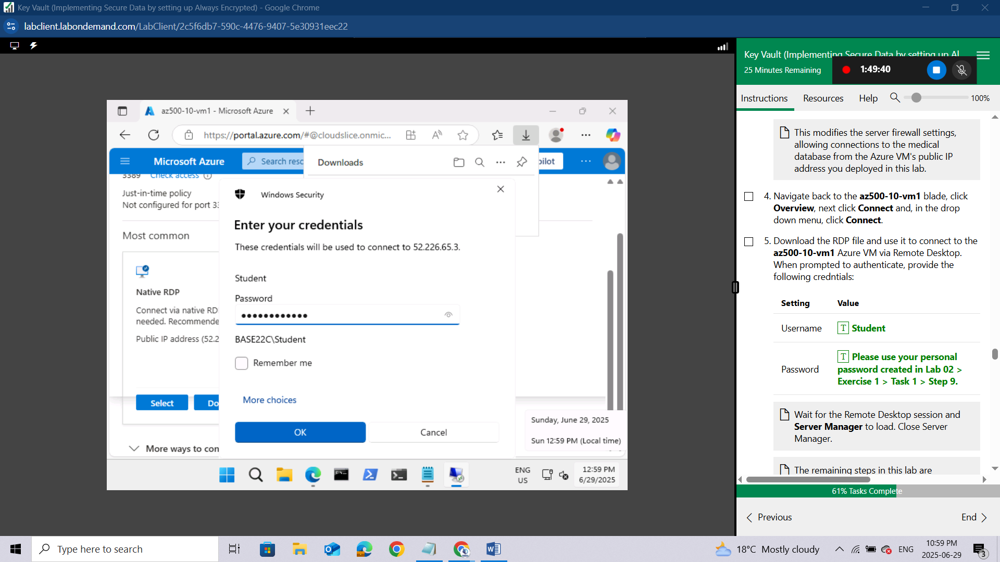 Key Vault (Implementing Secure Data by setting up Always Encrypted) - Google Chrome
labclient.labondemand.com/LabClient/2c5f6db7-590c-4476-9407-5e30931eec22
az500-10-vm1 - Microsoft Azure
https://portal.azure.com/#@cloudslice.onmic...
Microsoft Azure
Search resc
Downloads
pilot
3389 Check access
Just-in-time policy
Not configured for port 33
Most common
Native RDP
Connect via native RD
needed. Recommende
Public IP address (52.2
Select
Do
More ways to con
Windows Security
Enter your credentials
These credentials will be used to connect to 52.226.65.3.
Student
Password
••••••••••••
BASE22C\Student
Remember me
More choices
OK
Cancel
Sunday, June 29, 2025
Sun 12:59 PM (Local time)
ENG
US
12:59 PM
6/29/2025
Key Vault (Implementing Secure Data by setting up Al
25 Minutes Remaining
1:49:40
Instructions
Resources
Help
100%
This modifies the server firewall settings,
allowing connections to the medical
database from the Azure VM's public IP
address you deployed in this lab.
4. Navigate back to the az500-10-vm1 blade, click
Overview, next click Connect and, in the drop
down menu, click Connect.
5. Download the RDP file and use it to connect to the
az500-10-vm1 Azure VM via Remote Desktop.
When prompted to authenticate, provide the
following credntials:
Setting Value
Username T Student
Password T Please use your personal
password created in Lab 02 >
Exercise 1 > Task 1 > Step 9.
Wait for the Remote Desktop session and
Server Manager to load. Close Server
Manager.
The remaining steps in this lab are
61% Tasks Complete
Previous
End
Type here to search
18°C Mostly cloudy
ENG
10:59 PM
2025-06-29
3